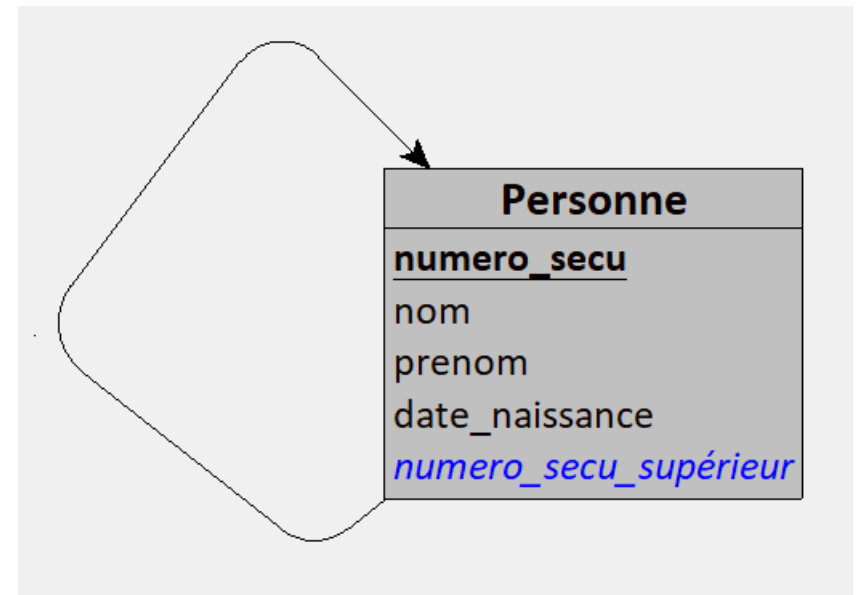 Personne
numero_secu
nom
prenom
date_naissance
numero_secu_supérieur